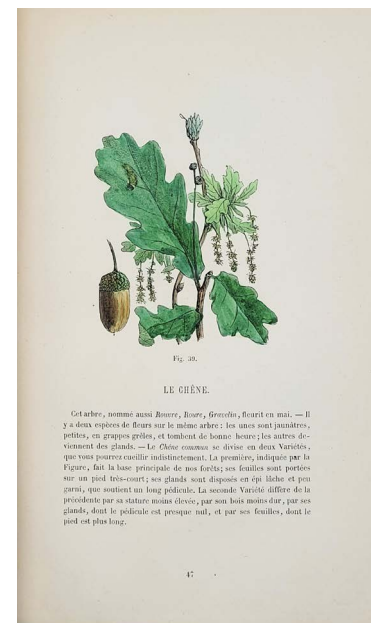 Fig. 39.
LE CHÊNE.
Cet arbre, nommé aussi Rouvre, Roure, Gravelin, fleurit en mai. — Il
y a deux espèces de fleurs sur le même arbre : les unes sont jaunâtres,
petites, en grappes grêles, et tombent de bonne heure ; les autres de-
viennent des glands. — Le Chêne commun se divise en deux Variétés,
que vous pourrez cueillir indistinctement. La première, indiquée par la
Figure, fait la base principale de nos forêts ; ses feuilles sont portées
sur un pied très-court ; ses glands sont disposés en épi lâche et peu
garni, que soutient un long pédicule. La seconde Variété diffère de la
précédente par sa stature moins élevée, par son bois moins dur, par ses
glands, dont le pédicule est presque nul, et par ses feuilles, dont le
pied est plus long.